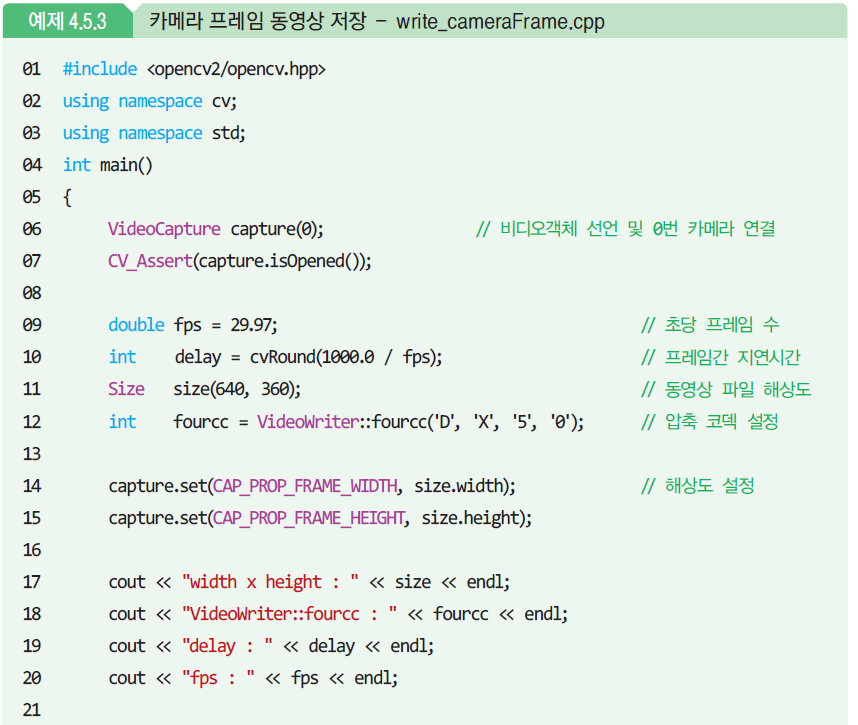 예제 4.5.3 카메라 프레임 동영상 저장 - write_cameraFrame.cpp
01 #include <opencv2/opencv.hpp>
02 using namespace cv;
03 using namespace std;
04 int main()
05 {
06 VideoCapture capture(0); // 비디오객체 선언 및 0번 카메라 연결
07 CV_Assert(capture.isOpened());
08
09 double fps = 29.97; // 초당 프레임 수
10 int delay = cvRound(1000.0 / fps); // 프레임간 지연시간
11 Size size(640, 360); // 동영상 파일 해상도
12 int fourcc = VideoWriter::fourcc('D', 'X', '5', '0'); // 압축 코덱 설정
13
14 capture.set(CAP_PROP_FRAME_WIDTH, size.width); // 해상도 설정
15 capture.set(CAP_PROP_FRAME_HEIGHT, size.height);
16
17 cout << "width x height : " << size << endl;
18 cout << "VideoWriter::fourcc : " << fourcc << endl;
19 cout << "delay : " << delay << endl;
20 cout << "fps : " << fps << endl;
21